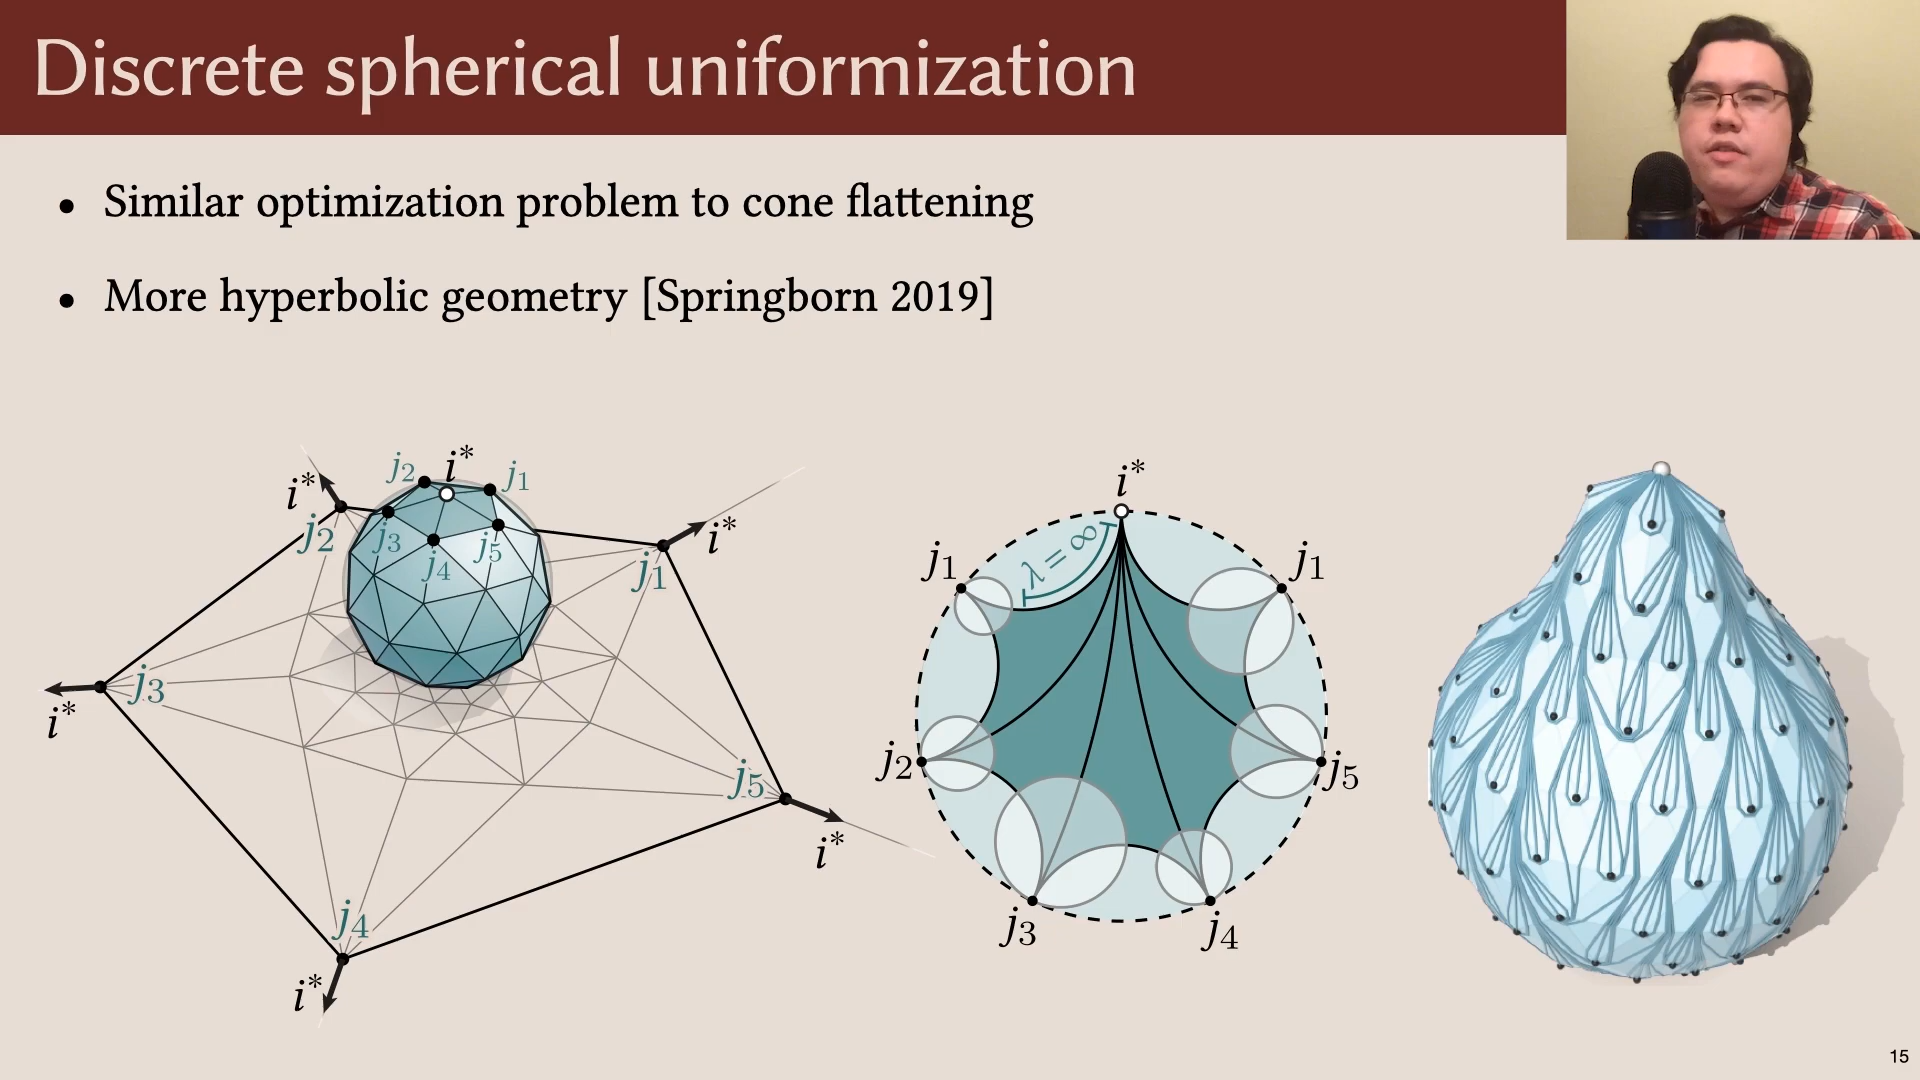 Discrete spherical uniformization
• Similar optimization problem to cone flattening
• More hyperbolic geometry [Springborn 2019]
i*
j₂
j₁
i*
j₂
j₃
j₄
j₅
i*
j₁
j₃
i*
j₅
i*
j₄
i*
i*
λ = ∞
j₁
j₁
j₂
j₅
j₃
j₄
15